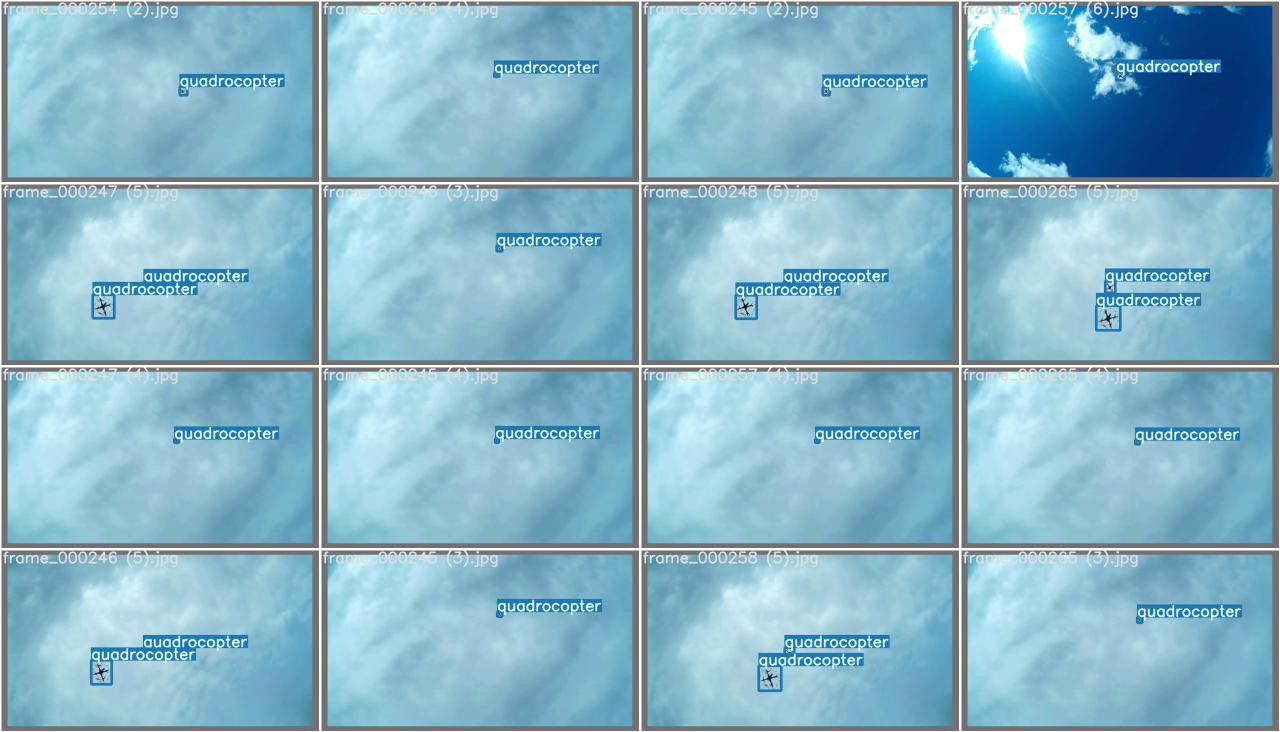 frame_000254 (2).jpg
quadrocopter
frame_000246 (4).jpg
quadrocopter
frame_000245 (2).jpg
quadrocopter
frame_000257 (6).jpg
quadrocopter
frame_000247 (5).jpg
quadrocopter
quadrocopter
frame_000246 (3).jpg
quadrocopter
frame_000248 (5).jpg
quadrocopter
quadrocopter
frame_000265 (5).jpg
quadrocopter
quadrocopter
frame_000247 (4).jpg
quadrocopter
frame_000245 (4).jpg
quadrocopter
frame_000257 (4).jpg
quadrocopter
frame_000265 (4).jpg
quadrocopter
frame_000246 (5).jpg
quadrocopter
quadrocopter
frame_000245 (3).jpg
quadrocopter
frame_000258 (5).jpg
quadrocopter
quadrocopter
frame_000265 (3).jpg
quadrocopter